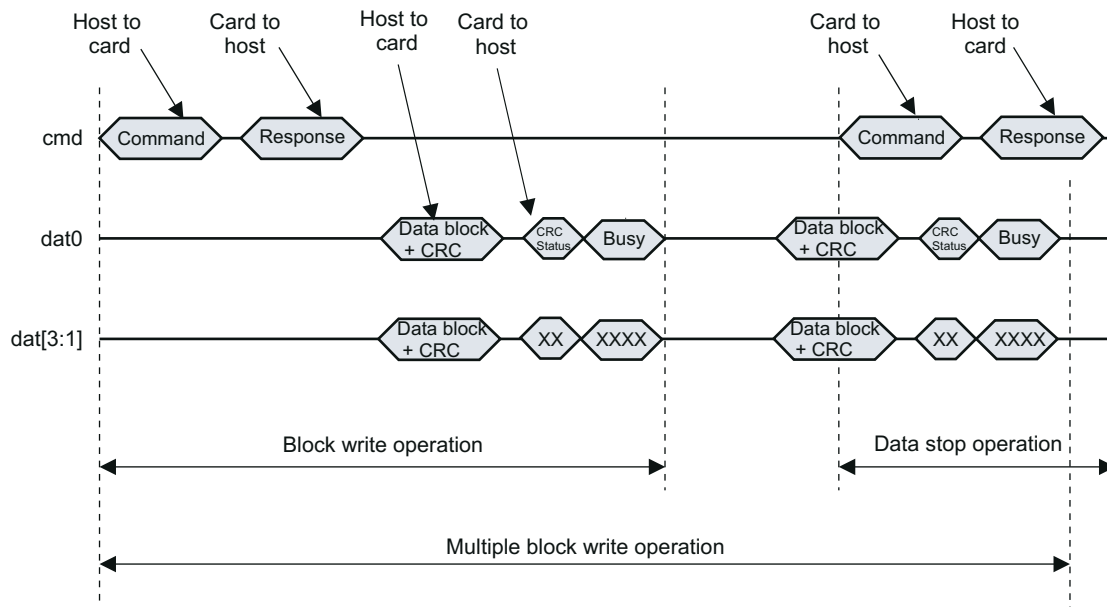 Host to
card
Card to
host
Host to
card
Card to
host
Card to
host
Host to
card
cmd
Command
Response
Command
Response
dat0
Data block
+ CRC
CRC
Status
Busy
Data block
+ CRC
CRC
Status
Busy
dat[3:1]
Data block
+ CRC
XX
XXXX
Data block
+ CRC
XX
XXXX
Block write operation
Data stop operation
Multiple block write operation